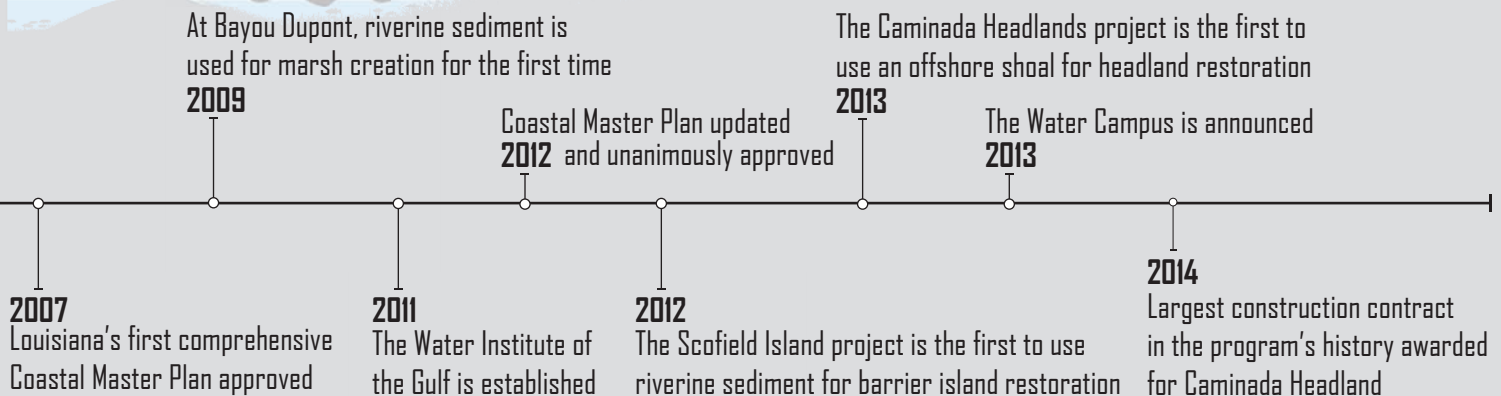 At Bayou Dupont, riverine sediment is
used for marsh creation for the first time
2009
The Caminada Headlands project is the first to
use an offshore shoal for headland restoration
2013
Coastal Master Plan updated
2012 and unanimously approved
The Water Campus is announced
2013
2007
Louisiana's first comprehensive
Coastal Master Plan approved
2011
The Water Institute of
the Gulf is established
2012
The Scofield Island project is the first to use
riverine sediment for barrier island restoration
2014
Largest construction contract
in the program's history awarded
for Caminada Headland